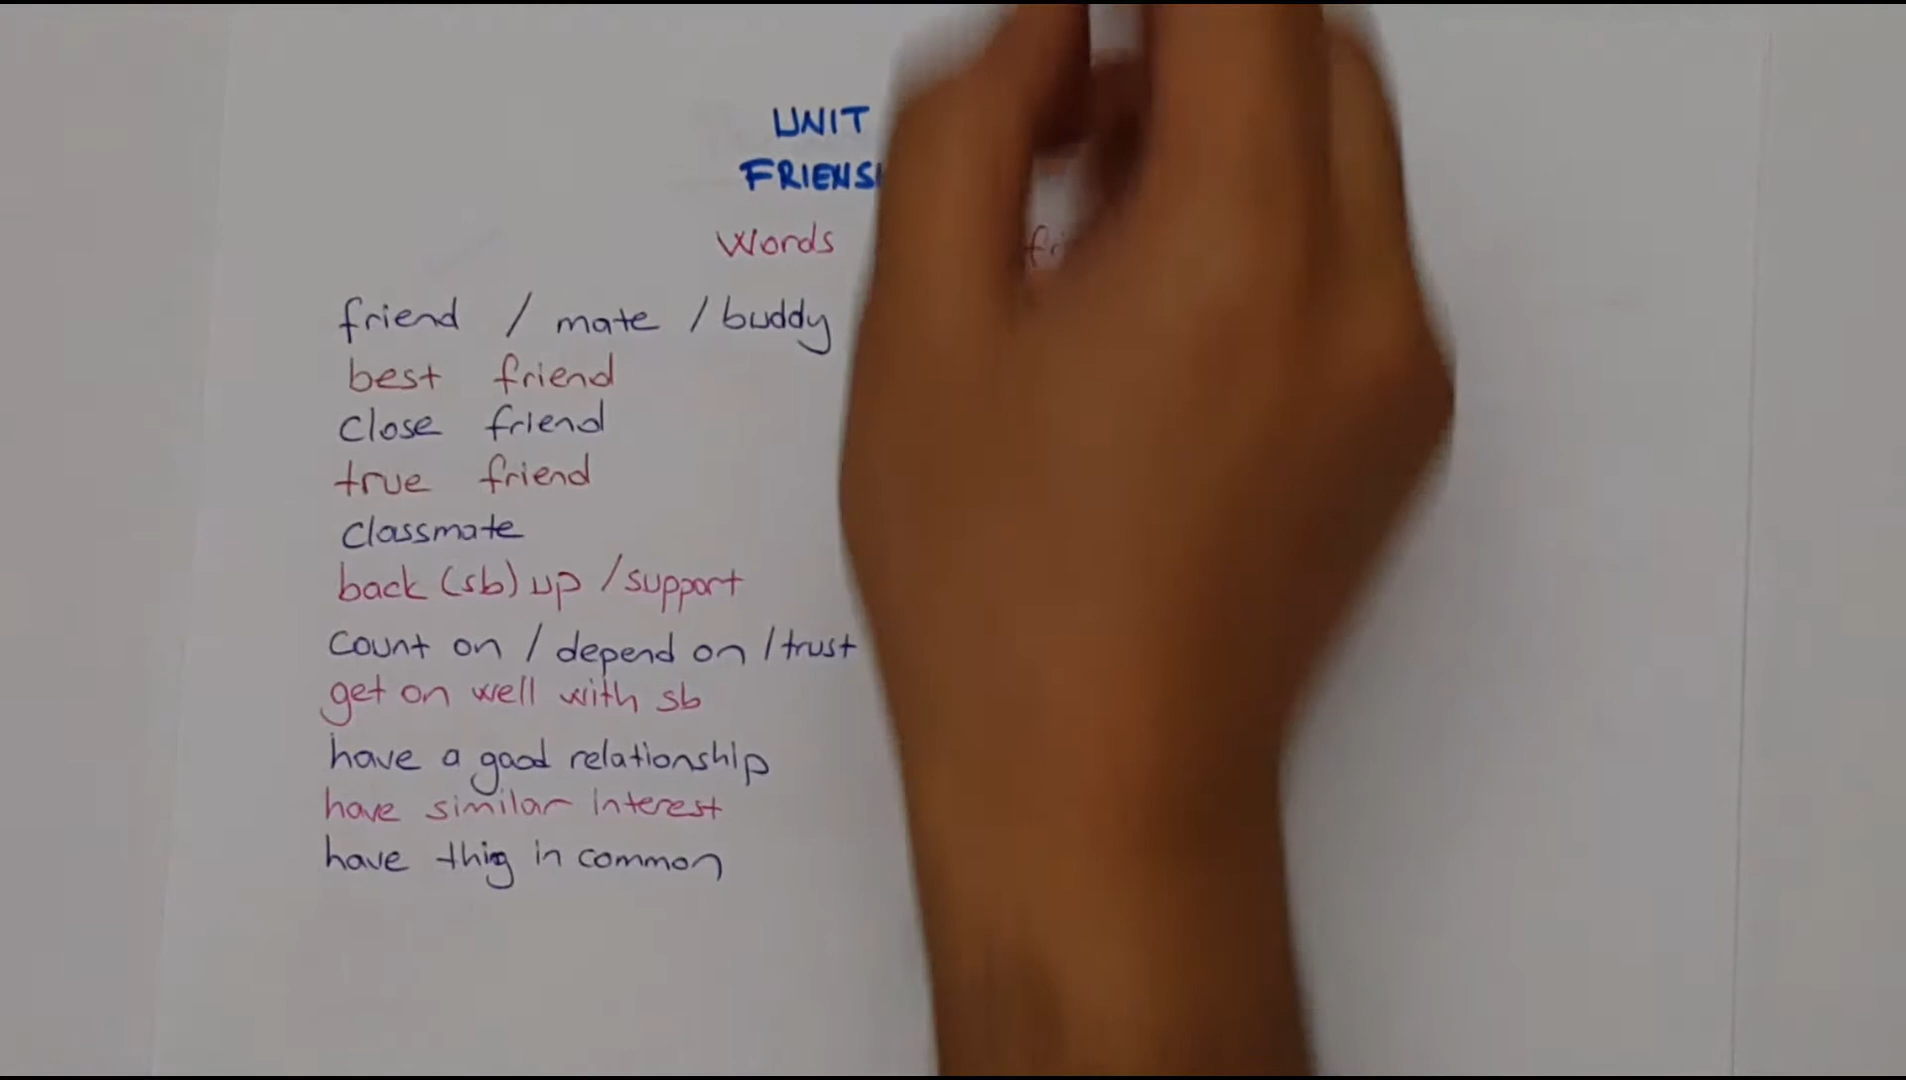 UNIT
FRIENS
Words
friend / mate / buddy
best friend
close friend
true friend
classmate
back (sb) up / support
count on / depend on / trust
get on well with sb
have a good relationship
have similar interest
have thig in common